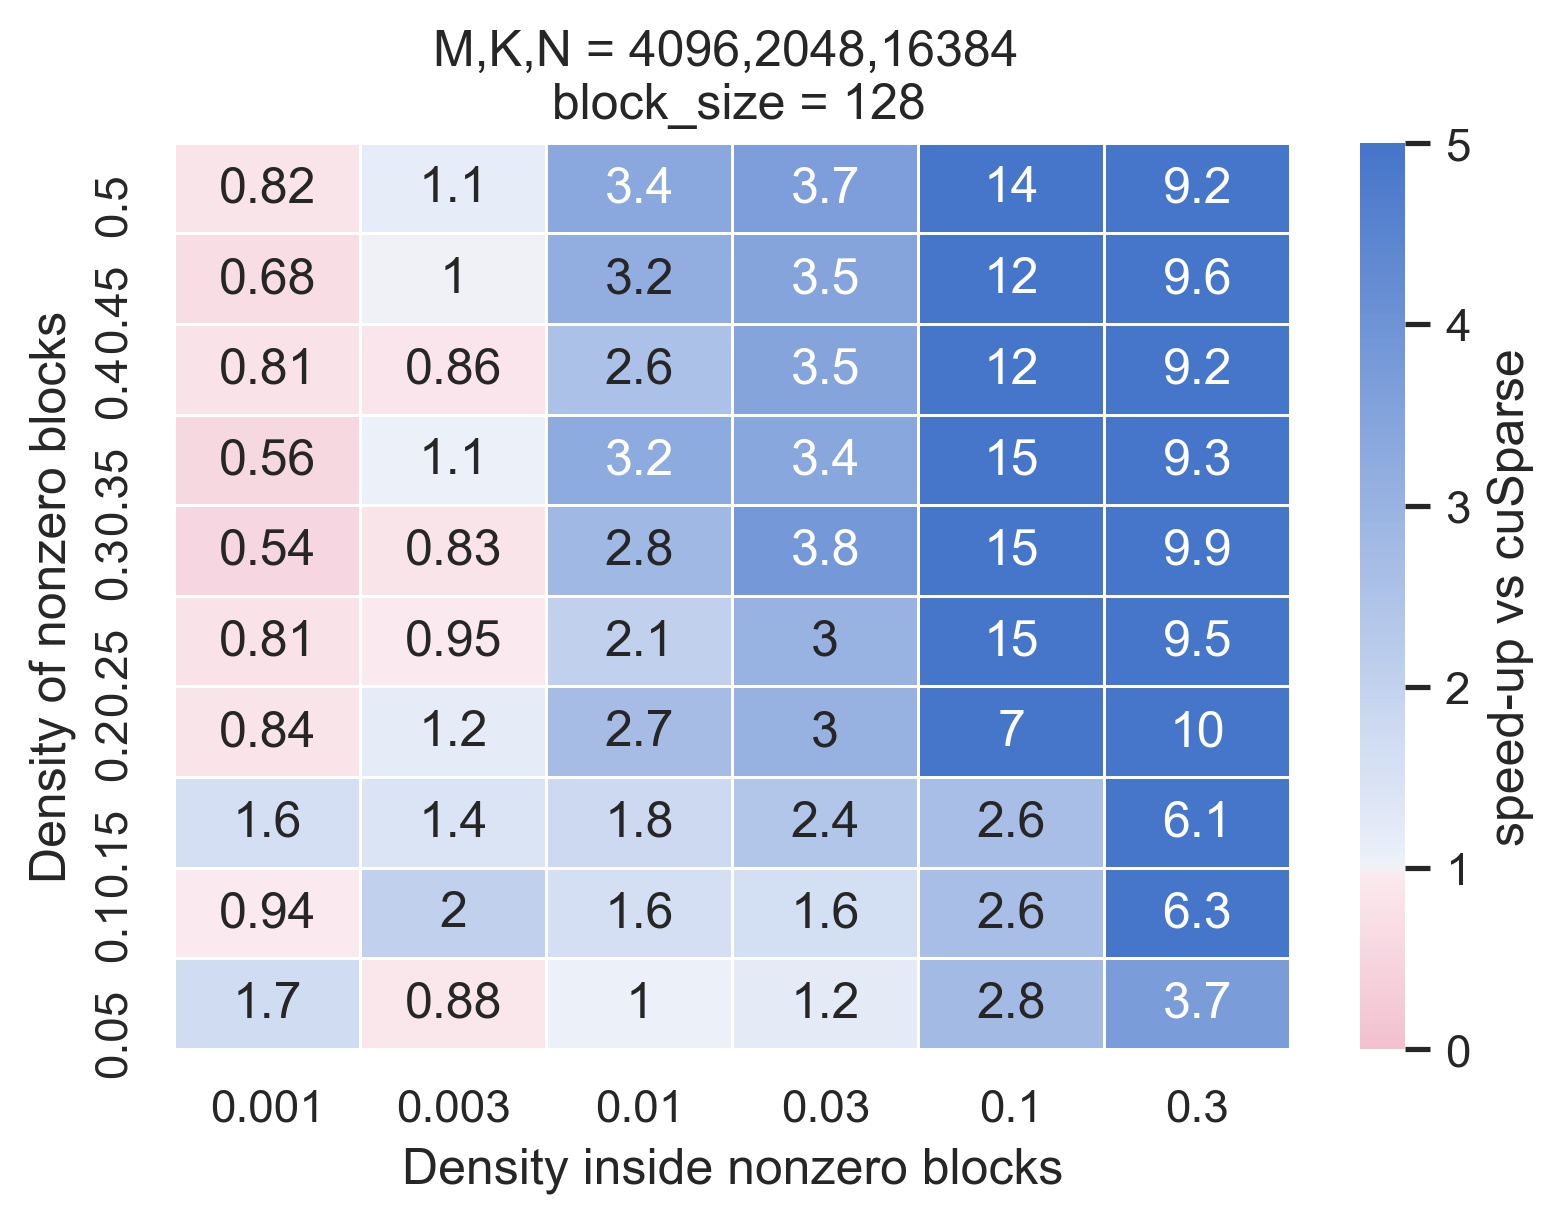 M,K,N = 4096,2048,16384
block_size = 128
Density of nonzero blocks
0.5 0.82 1.1 3.4 3.7 14 9.2
0.45 0.68 1 3.2 3.5 12 9.6
0.4 0.81 0.86 2.6 3.5 12 9.2
0.35 0.56 1.1 3.2 3.4 15 9.3
0.3 0.54 0.83 2.8 3.8 15 9.9
0.25 0.81 0.95 2.1 3 15 9.5
0.2 0.84 1.2 2.7 3 7 10
0.15 1.6 1.4 1.8 2.4 2.6 6.1
0.1 0.94 2 1.6 1.6 2.6 6.3
0.05 1.7 0.88 1 1.2 2.8 3.7
0.001 0.003 0.01 0.03 0.1 0.3
Density inside nonzero blocks
5
4
3
2
1
0
speed-up vs cuSparse